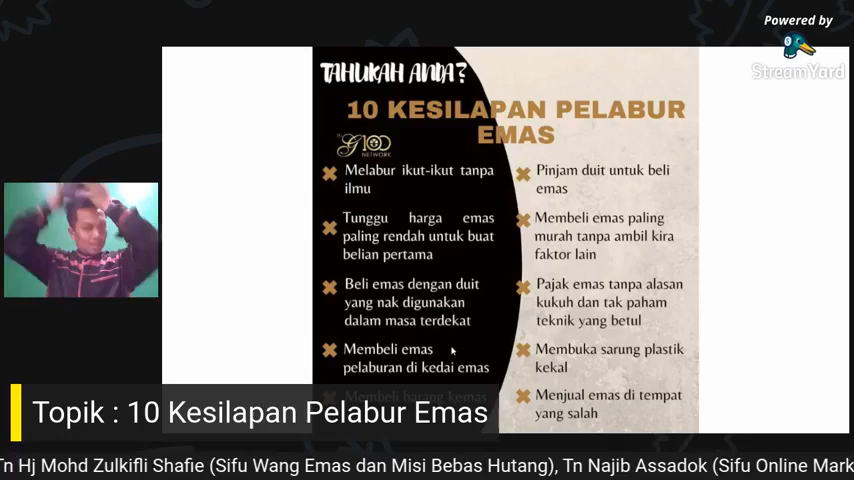 Powered by
StreamYard
TAHUKAH ANDA?
10 KESILAPAN PELABUR
EMAS
G100
NETWORK
Melabur ikut-ikut tanpa
ilmu
Tunggu harga emas
paling rendah untuk buat
belian pertama
Beli emas dengan duit
yang nak digunakan
dalam masa terdekat
Membeli emas
pelaburan di kedai emas
Membeli barang kemas
Pinjam duit untuk beli
emas
Membeli emas paling
murah tanpa ambil kira
faktor lain
Pajak emas tanpa alasan
kukuh dan tak paham
teknik yang betul
Membuka sarung plastik
kekal
Menjual emas di tempat
yang salah
Topik : 10 Kesilapan Pelabur Emas
Tn Hj Mohd Zulkifli Shafie (Sifu Wang Emas dan Misi Bebas Hutang), Tn Najib Assadok (Sifu Online Mark